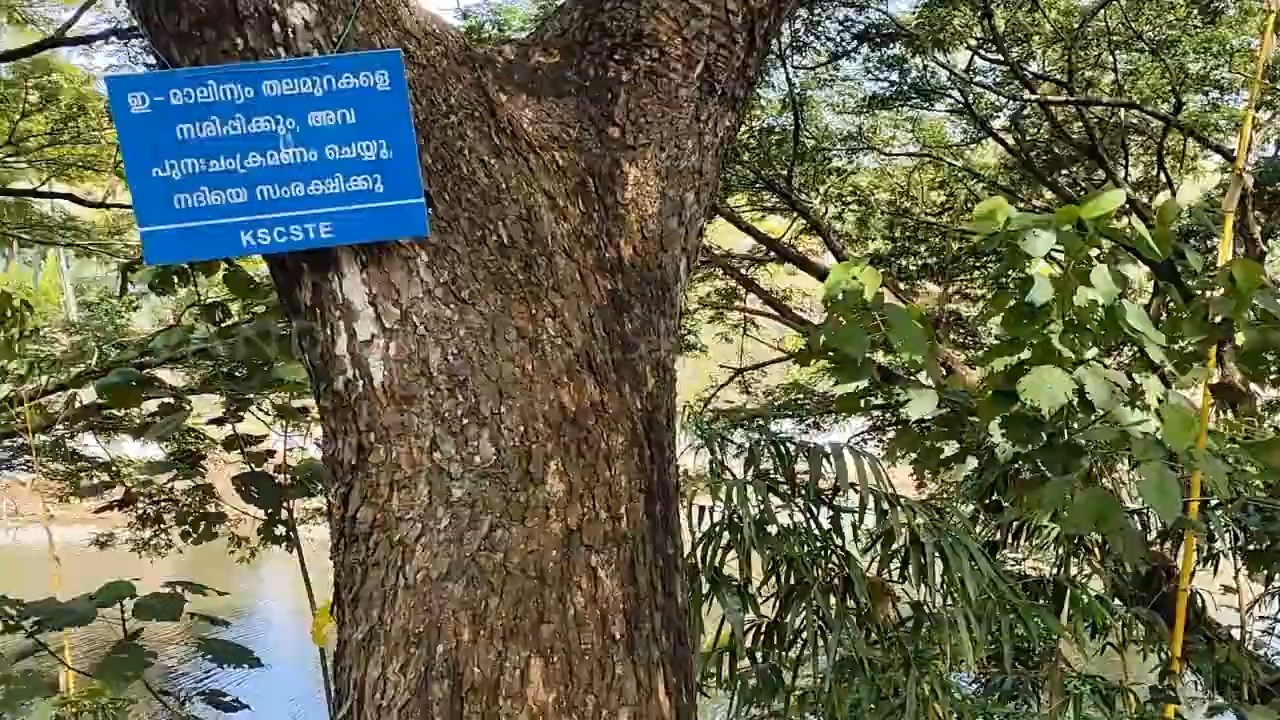 ഇ - മാലിന്യം തലമുറകളെ
നശിപ്പിക്കും, അവ
പുനഃചംക്രമണം ചെയ്യൂ,
നദിയെ സംരക്ഷിക്കൂ
KSCSTE